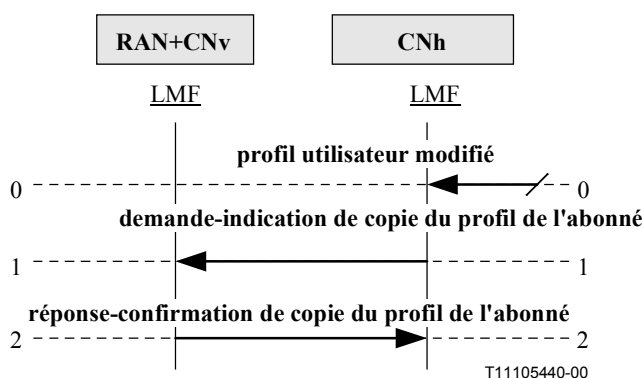 RAN+CNv CNh
LMF LMF
profil utilisateur modifié
0 0
demande-indication de copie du profil de l'abonné
1 1
réponse-confirmation de copie du profil de l'abonné
2 2
T11105440-00